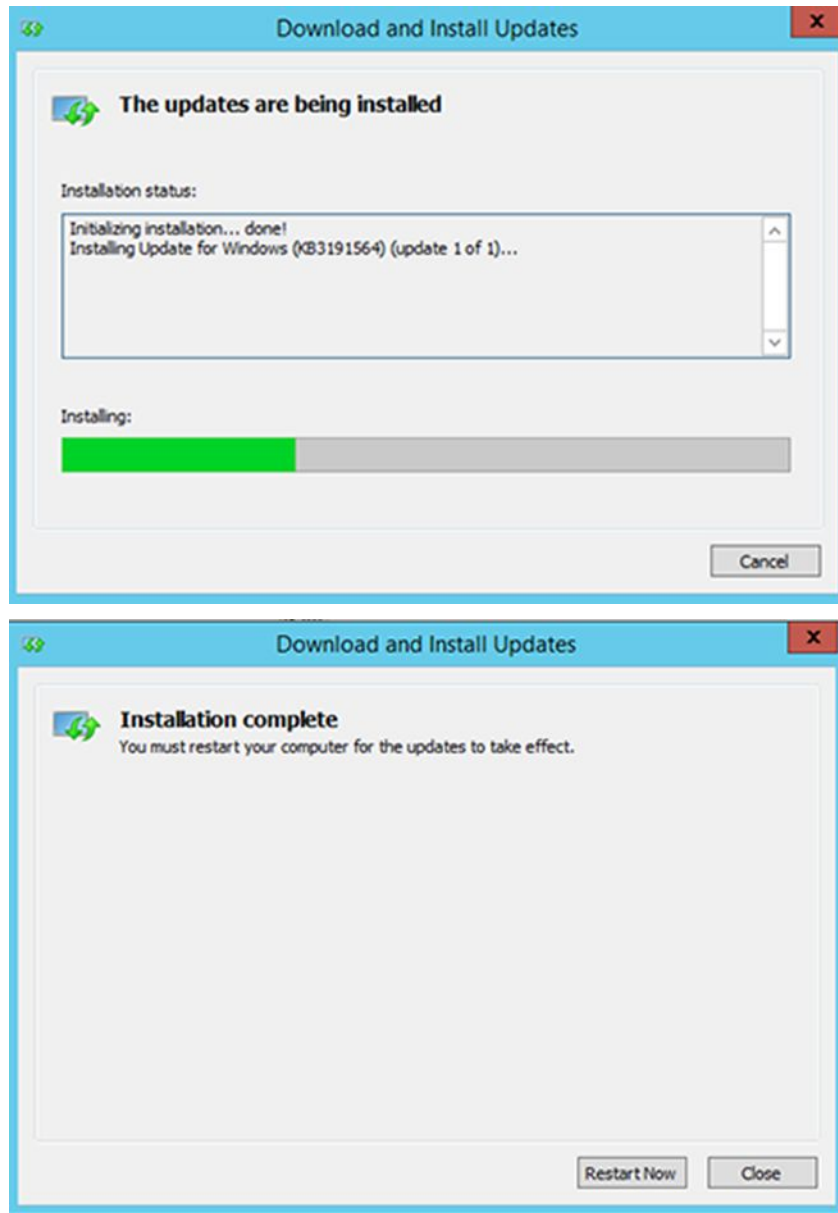 Download and Install Updates
The updates are being installed
Installation status:
Initializing installation... done!
Installing Update for Windows (KB3191564) (update 1 of 1)...
Installing:
Cancel
Download and Install Updates
Installation complete
You must restart your computer for the updates to take effect.
Restart Now
Close